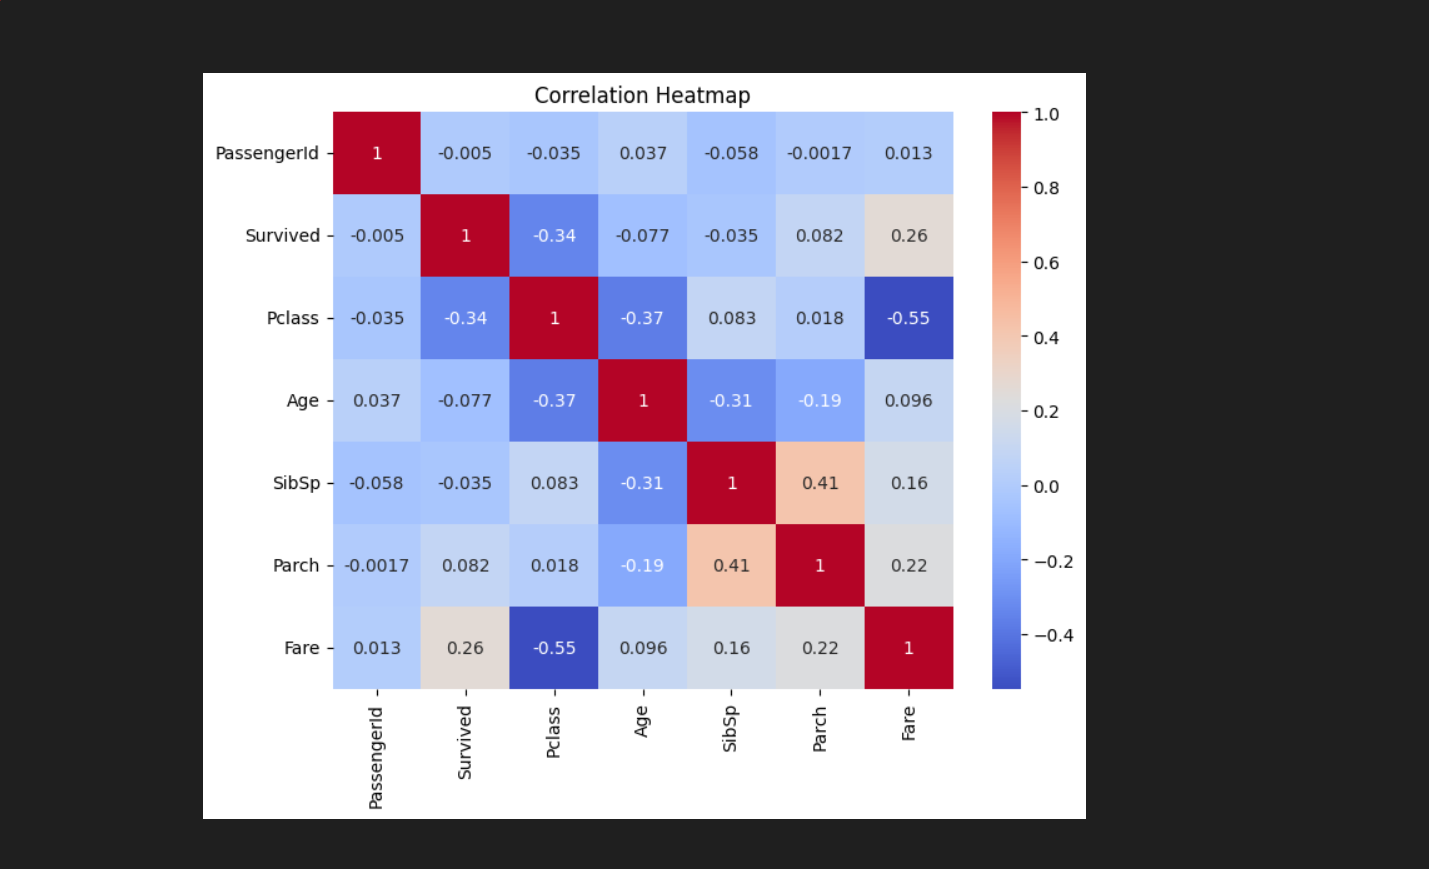 Correlation Heatmap
PassengerId 1 -0.005 -0.035 0.037 -0.058 -0.0017 0.013
Survived -0.005 1 -0.34 -0.077 -0.035 0.082 0.26
Pclass -0.035 -0.34 1 -0.37 0.083 0.018 -0.55
Age 0.037 -0.077 -0.37 1 -0.31 -0.19 0.096
SibSp -0.058 -0.035 0.083 -0.31 1 0.41 0.16
Parch -0.0017 0.082 0.018 -0.19 0.41 1 0.22
Fare 0.013 0.26 -0.55 0.096 0.16 0.22 1
PassengerId Survived Pclass Age SibSp Parch Fare
1.0
0.8
0.6
0.4
0.2
0.0
−0.2
−0.4